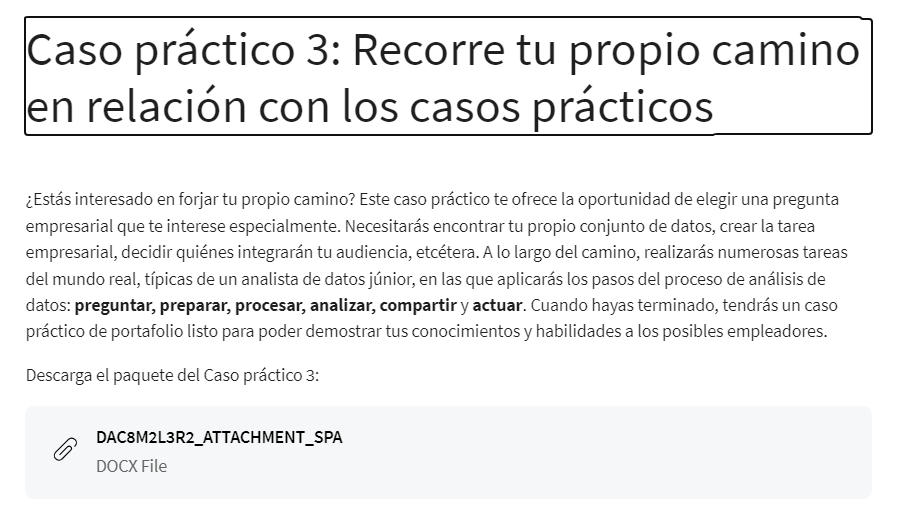 Caso práctico 3: Recorre tu propio camino
en relación con los casos prácticos
¿Estás interesado en forjar tu propio camino? Este caso práctico te ofrece la oportunidad de elegir una pregunta
empresarial que te interese especialmente. Necesitarás encontrar tu propio conjunto de datos, crear la tarea
empresarial, decidir quiénes integrarán tu audiencia, etcétera. A lo largo del camino, realizarás numerosas tareas
del mundo real, típicas de un analista de datos júnior, en las que aplicarás los pasos del proceso de análisis de
datos: preguntar, preparar, procesar, analizar, compartir y actuar. Cuando hayas terminado, tendrás un caso
práctico de portafolio listo para poder demostrar tus conocimientos y habilidades a los posibles empleadores.
Descarga el paquete del Caso práctico 3:
DAC8M2L3R2_ATTACHMENT_SPA
DOCX File